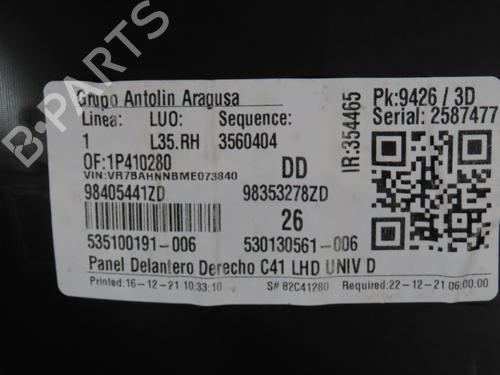 B-PARTS
Grupo Antolin Aragusa
Linea: LUO: Sequence:
1 L35.RH 3560404
OF:1P410280 DD
VIN:VR7BAHNNBME073840
98405441ZD 98353278ZD
26
535100191-006 530130561-006
Panel Delantero Derecho C41 LHD UNIV D
Printed:16-12-21 10:33:10 S# 82C41280 Required:22-12-21 06:00:00
IR:354465
Pk:9426 / 3D
Serial: 2587477